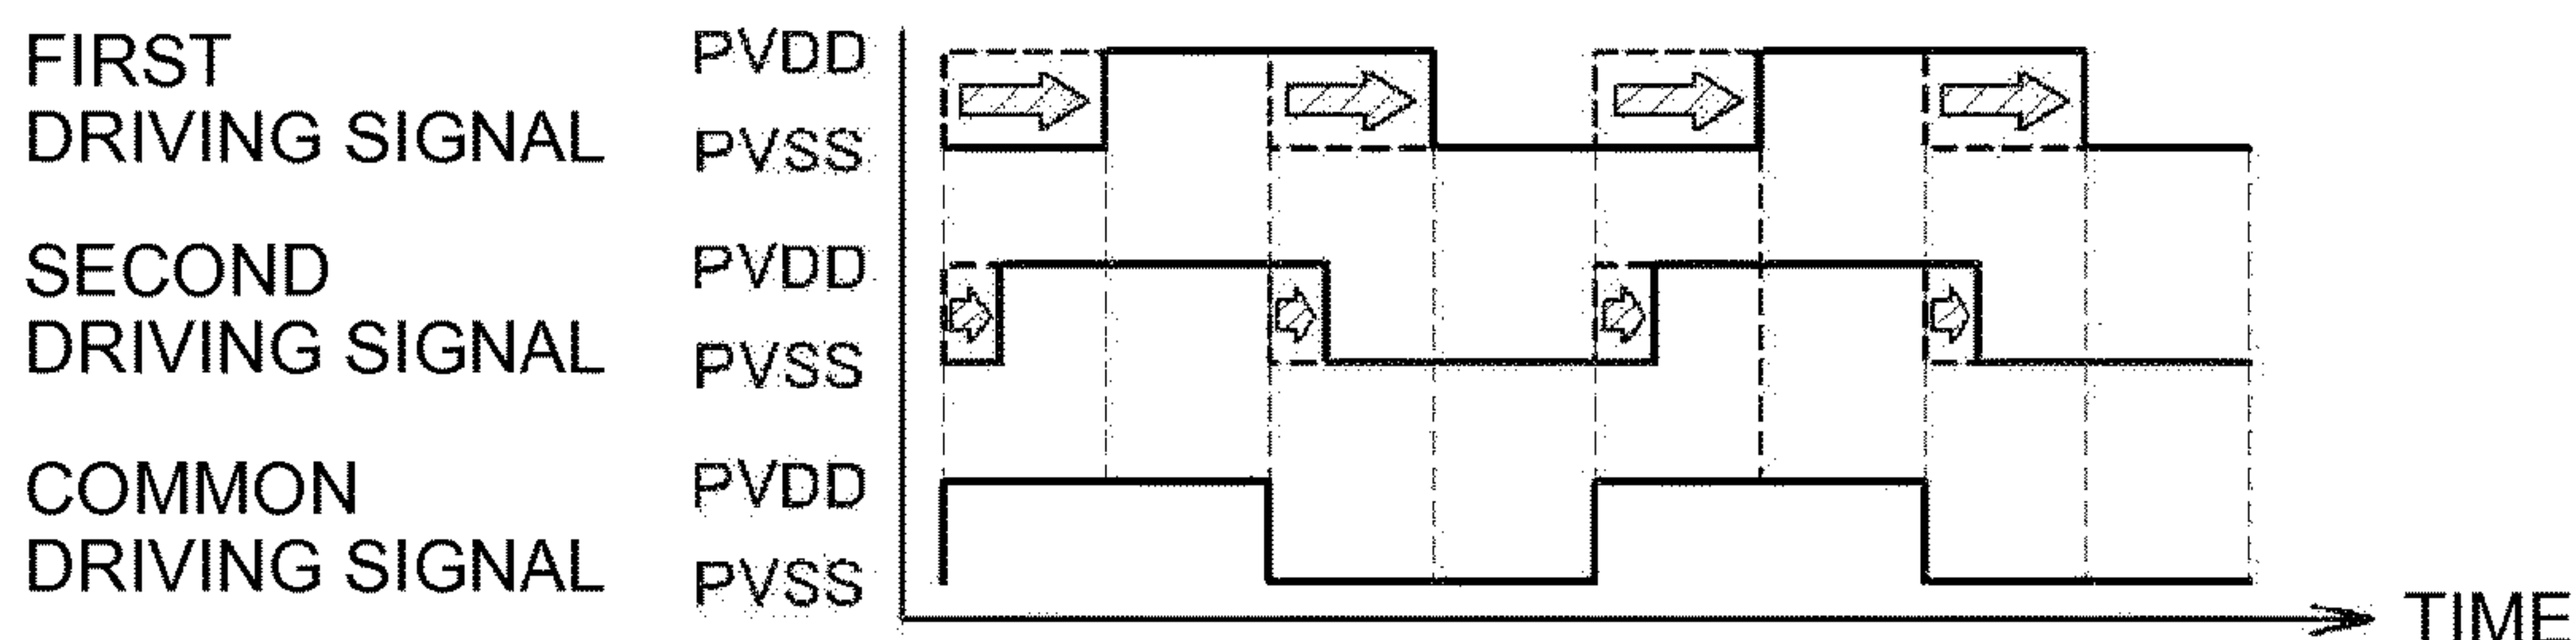 FIRST
DRIVING SIGNAL
PVDD
PVSS
SECOND
DRIVING SIGNAL
PVDD
PVSS
COMMON
DRIVING SIGNAL
PVDD
PVSS
TIME